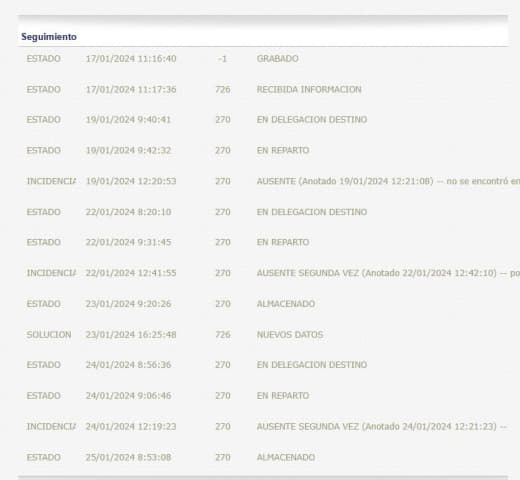 Seguimiento
ESTADO 17/01/2024 11:16:40 -1 GRABADO
ESTADO 17/01/2024 11:17:36 726 RECIBIDA INFORMACION
ESTADO 19/01/2024 9:40:41 270 EN DELEGACION DESTINO
ESTADO 19/01/2024 9:42:32 270 EN REPARTO
INCIDENCIA 19/01/2024 12:20:53 270 AUSENTE (Anotado 19/01/2024 12:21:08) -- no se encontró en
ESTADO 22/01/2024 8:20:10 270 EN DELEGACION DESTINO
ESTADO 22/01/2024 9:31:45 270 EN REPARTO
INCIDENCIA 22/01/2024 12:41:55 270 AUSENTE SEGUNDA VEZ (Anotado 22/01/2024 12:42:10) -- po
ESTADO 23/01/2024 9:20:26 270 ALMACENADO
SOLUCION 23/01/2024 16:25:48 726 NUEVOS DATOS
ESTADO 24/01/2024 8:56:36 270 EN DELEGACION DESTINO
ESTADO 24/01/2024 9:06:46 270 EN REPARTO
INCIDENCIA 24/01/2024 12:19:23 270 AUSENTE SEGUNDA VEZ (Anotado 24/01/2024 12:21:23) --
ESTADO 25/01/2024 8:53:08 270 ALMACENADO